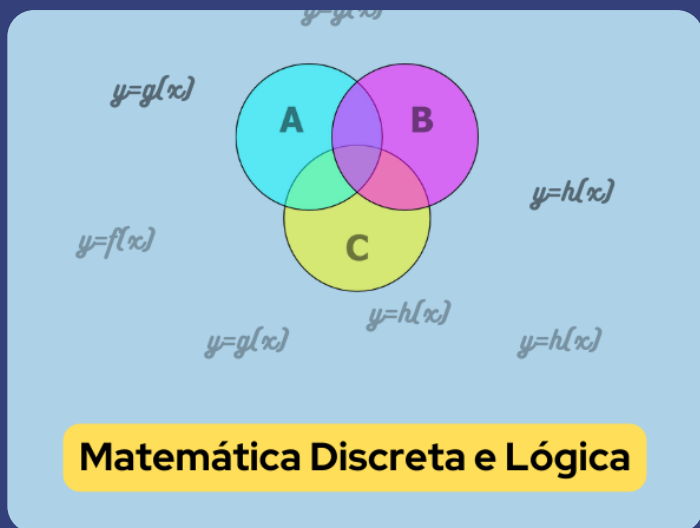 y=g(x)
y=g(x)
A
B
y=h(x)
y=f(x)
C
y=h(x)
y=g(x)
y=h(x)
Matemática Discreta e Lógica